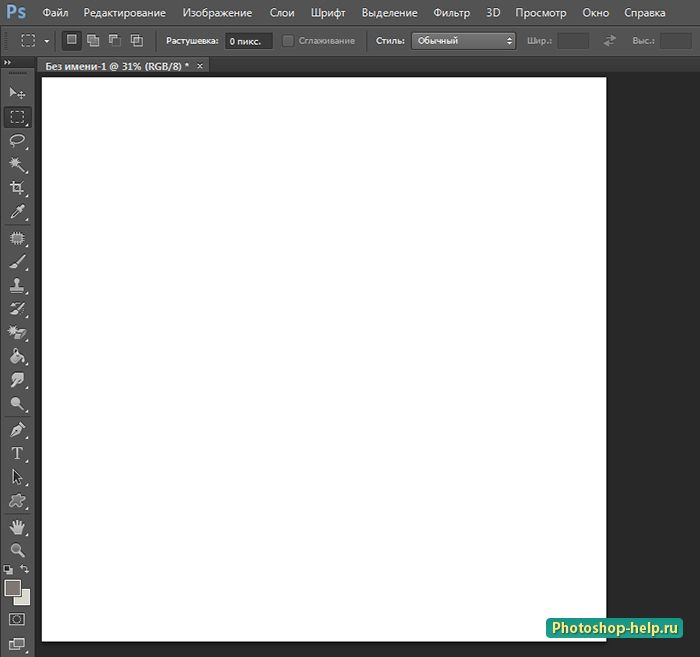 Ps Файл Редактирование Изображение Слои Шрифт Выделение Фильтр 3D Просмотр Окно Справка
Растушевка: 0 пикс. Сглаживание Стиль: Обычный Шир.: Выс.:
Без имени-1 @ 31% (RGB/8) * ×
T
Photoshop-help.ru